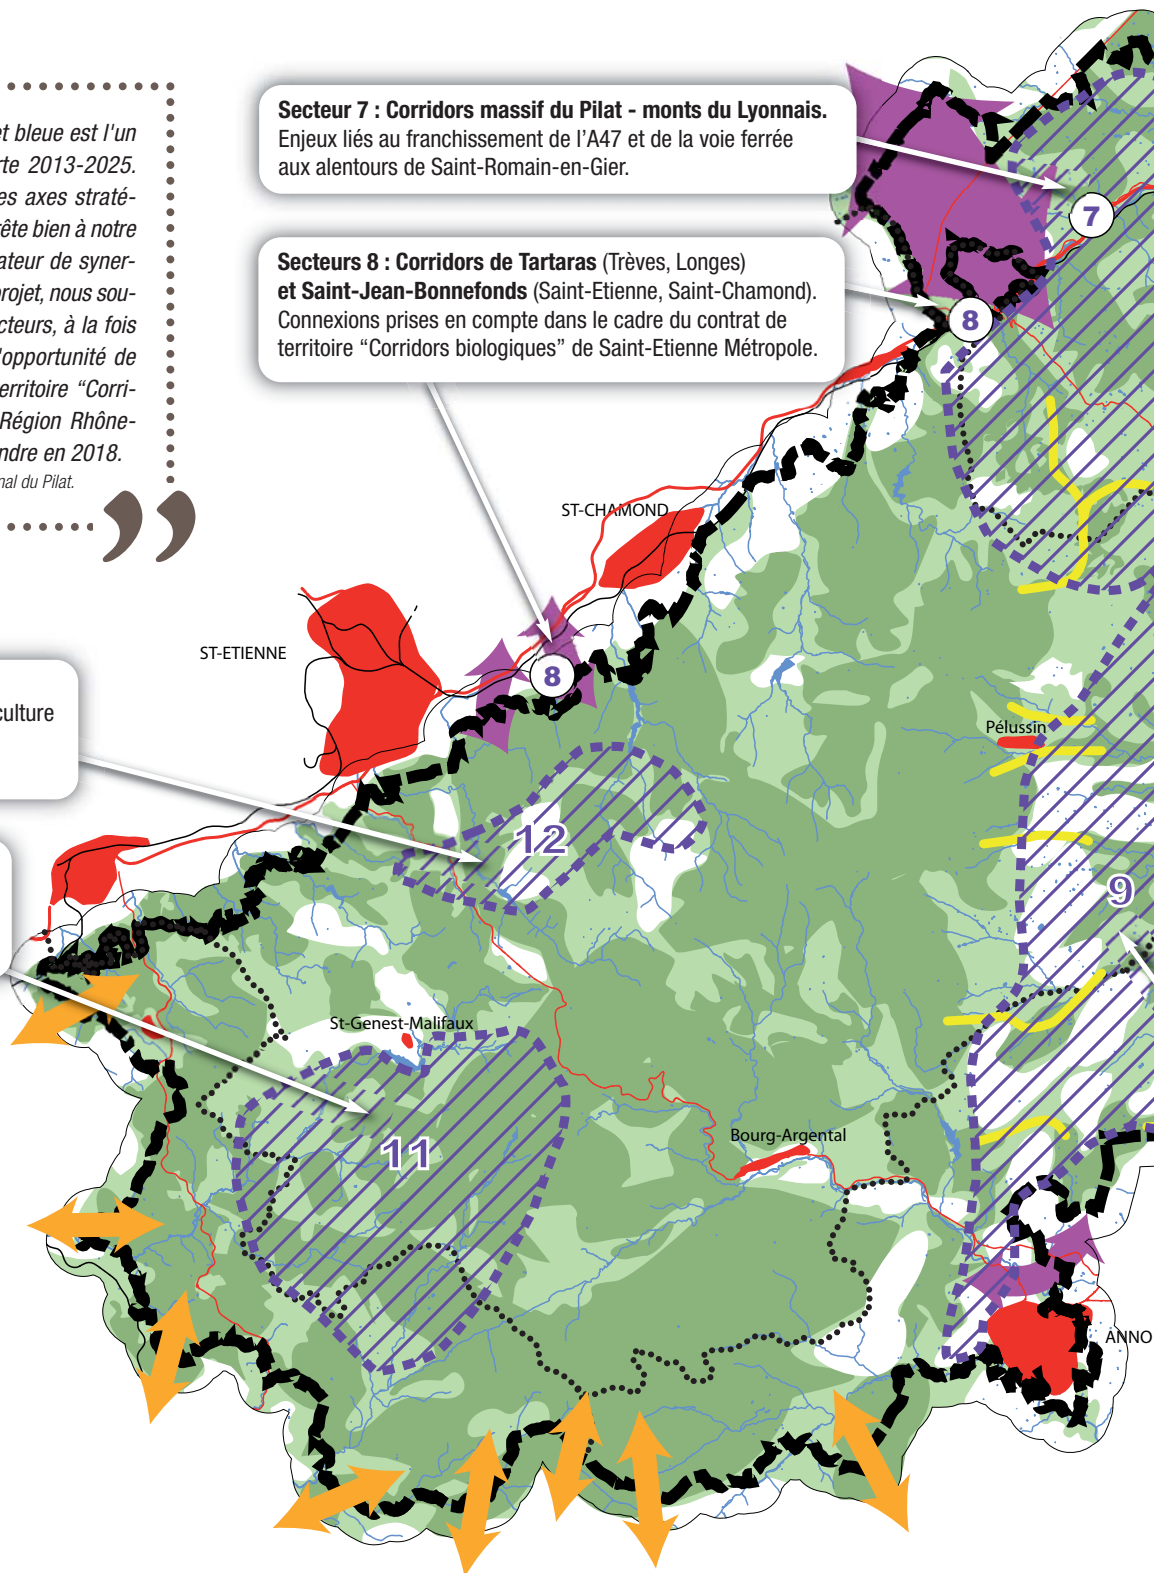 et bleue est l'un
rte 2013-2025.
es axes straté-
rête bien à notre
ateur de syner-
projet, nous sou-
cteurs, à la fois
l'opportunité de
erritoire “Corri-
Région Rhône-
ndre en 2018.
nal du Pilat.
”
Secteur 7 : Corridors massif du Pilat - monts du Lyonnais.
Enjeux liés au franchissement de l’A47 et de la voie ferrée
aux alentours de Saint-Romain-en-Gier.
Secteurs 8 : Corridors de Tartaras (Trèves, Longes)
et Saint-Jean-Bonnefonds (Saint-Etienne, Saint-Chamond).
Connexions prises en compte dans le cadre du contrat de
territoire “Corridors biologiques” de Saint-Etienne Métropole.
7
8
ST-CHAMOND
ST-ETIENNE
8
culture
Pélussin
12
9
St-Genest-Malifaux
Bourg-Argental
11
ANNO